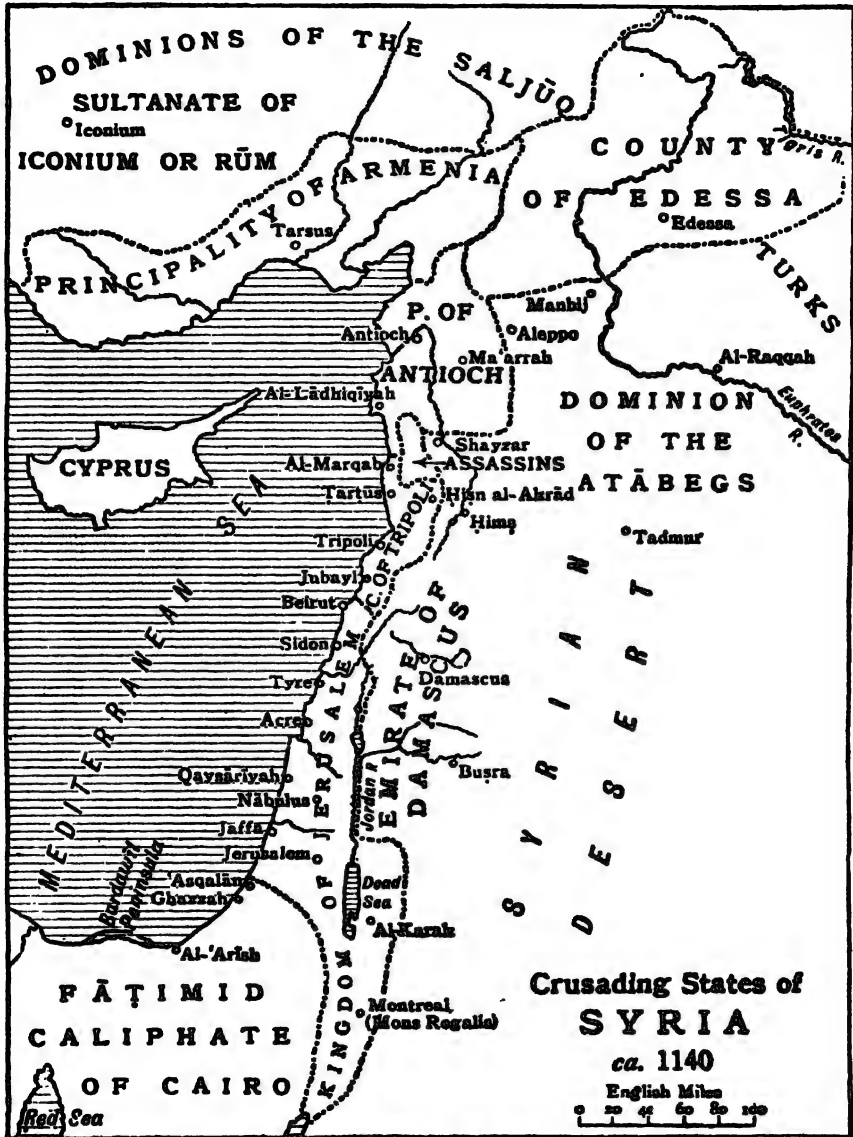 DOMINIONS OF THE SALJŪQ
SULTANATE OF
Iconium
ICONIUM OR RŪM
COUNTY
Tigris R.
OF EDESSA
Edessa
PRINCIPALITY OF ARMENIA
Tarsus
TURKS
P. OF
Manbij
Antioch
Aleppo
Ma'arrah
Al-Raqqah
ANTIOCH
Al-Lādhiqīyah
DOMINION
Euphrates
R.
OF THE
Shayzar
CYPRUS
Al-Marqab
ASSASSINS
ATĀBEGS
Tartūs
Hisn al-Akrād
Hims
Tadmur
Tripoli
C. OF TRIPOLI
Jubayl
Beirut
MEDITERRANEAN SEA
Sidon
EMIRATE OF
DAMASCUS
Damascus
Tyre
SYRIAN
DESERT
Acre
Busra
Qaysārīyah
Nābulus
Jordan R
Jaffa
Jerusalem
KINGDOM OF JERUSALEM
Dead
Sea
'Asqalān
Ghazzah
Bardawil
Peninsula
Al-Karak
Al-'Arīsh
FĀṬIMID
CALIPHATE
OF CAIRO
Montreal
(Mons Regalis)
Red Sea
Crusading States of
SYRIA
ca. 1140
English Miles
0 20 40 60 80 100